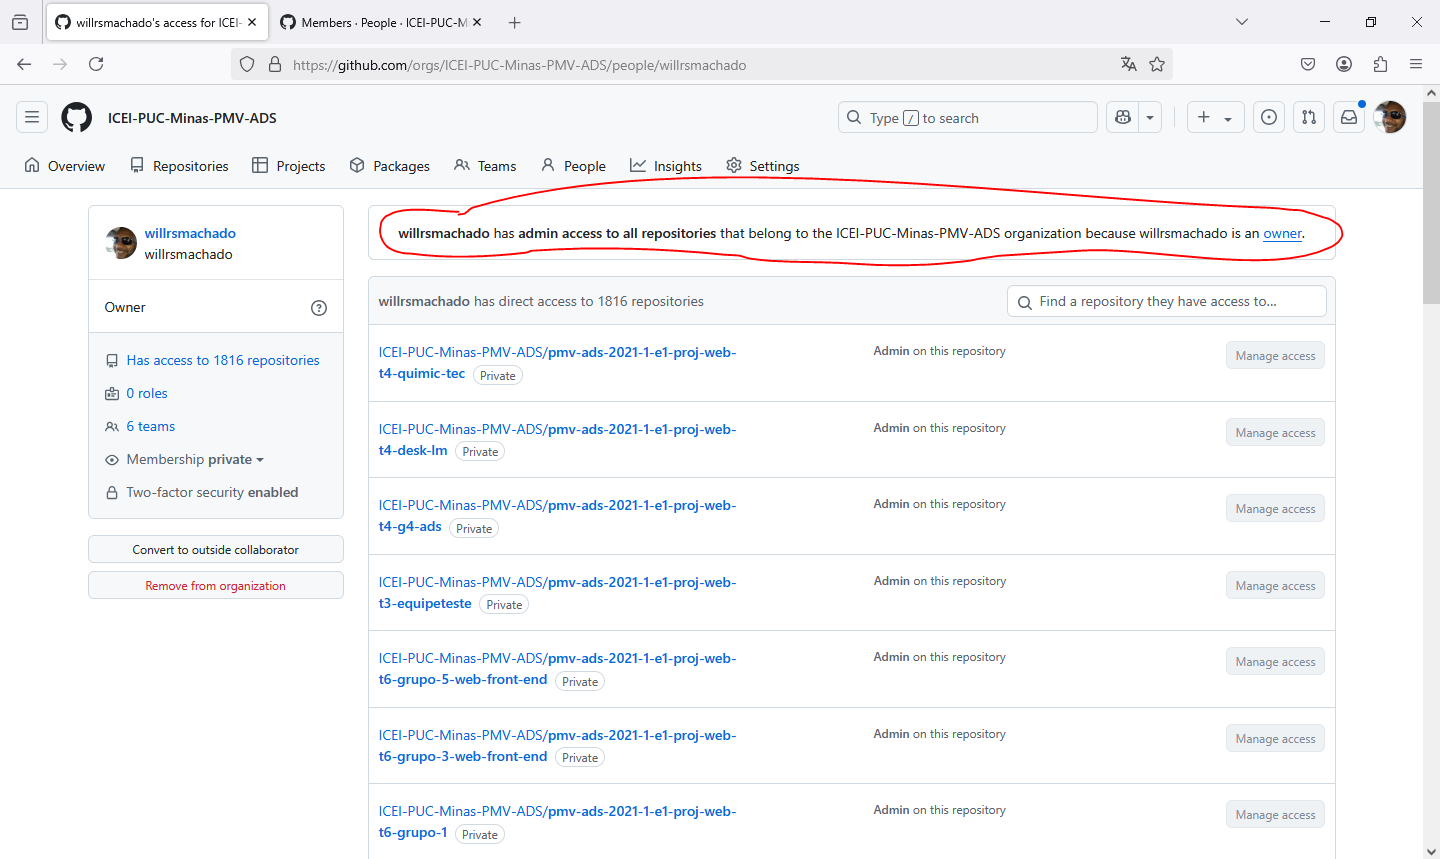 willrsmachado's access for ICEI-
Members · People · ICEI-PUC-M
https://github.com/orgs/ICEI-PUC-Minas-PMV-ADS/people/willrsmachado
ICEI-PUC-Minas-PMV-ADS
Type / to search
Overview
Repositories
Projects
Packages
Teams
People
Insights
Settings
willrsmachado
willrsmachado
Owner
Has access to 1816 repositories
0 roles
6 teams
Membership private
Two-factor security enabled
Convert to outside collaborator
Remove from organization
willrsmachado has admin access to all repositories that belong to the ICEI-PUC-Minas-PMV-ADS organization because willrsmachado is an owner.
willrsmachado has direct access to 1816 repositories
Find a repository they have access to...
ICEI-PUC-Minas-PMV-ADS/pmv-ads-2021-1-e1-proj-web-
t4-quimic-tec Private
Admin on this repository
Manage access
ICEI-PUC-Minas-PMV-ADS/pmv-ads-2021-1-e1-proj-web-
t4-desk-lm Private
Admin on this repository
Manage access
ICEI-PUC-Minas-PMV-ADS/pmv-ads-2021-1-e1-proj-web-
t4-g4-ads Private
Admin on this repository
Manage access
ICEI-PUC-Minas-PMV-ADS/pmv-ads-2021-1-e1-proj-web-
t3-equipeteste Private
Admin on this repository
Manage access
ICEI-PUC-Minas-PMV-ADS/pmv-ads-2021-1-e1-proj-web-
t6-grupo-5-web-front-end Private
Admin on this repository
Manage access
ICEI-PUC-Minas-PMV-ADS/pmv-ads-2021-1-e1-proj-web-
t6-grupo-3-web-front-end Private
Admin on this repository
Manage access
ICEI-PUC-Minas-PMV-ADS/pmv-ads-2021-1-e1-proj-web-
t6-grupo-1 Private
Admin on this repository
Manage access